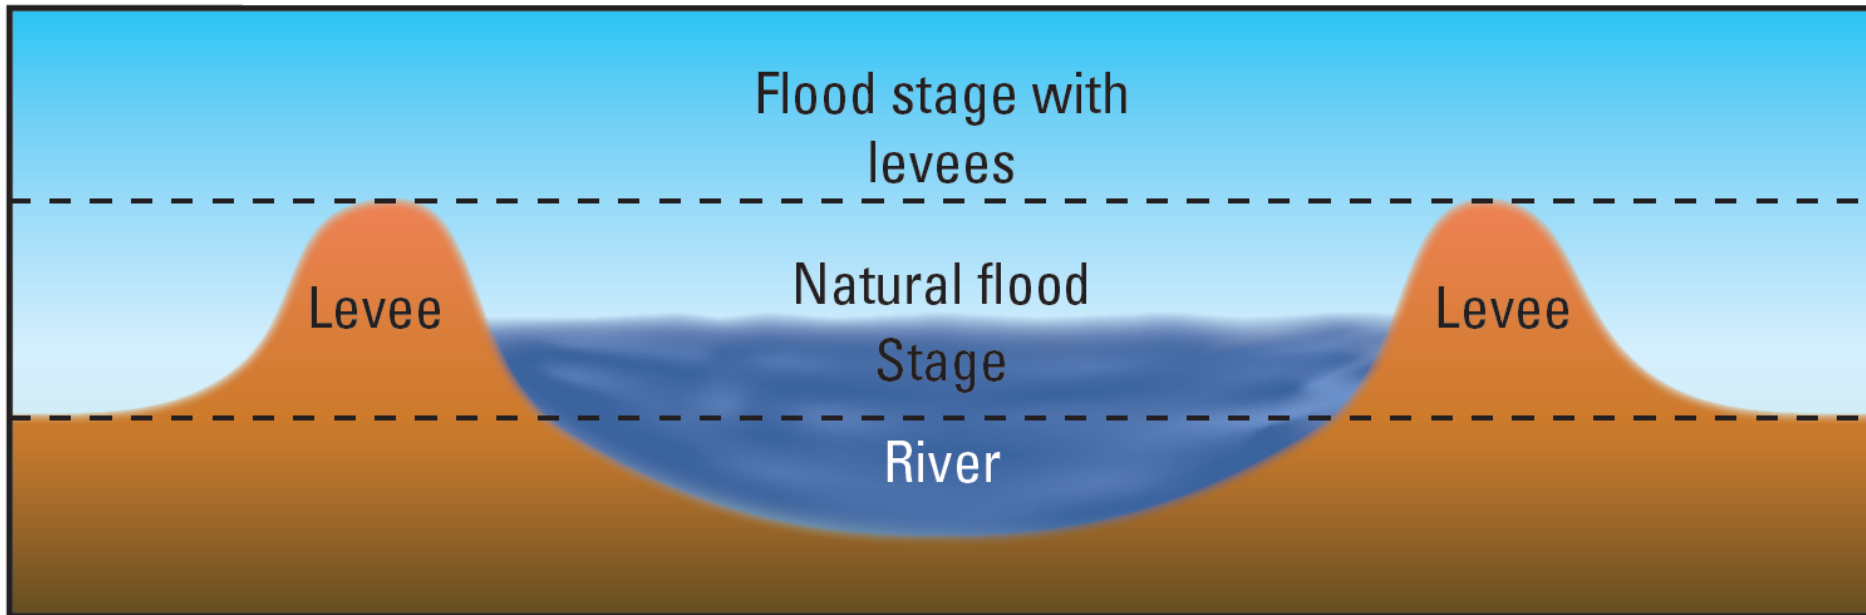 Flood stage with
levees
Natural flood
Levee
Levee
Stage
River